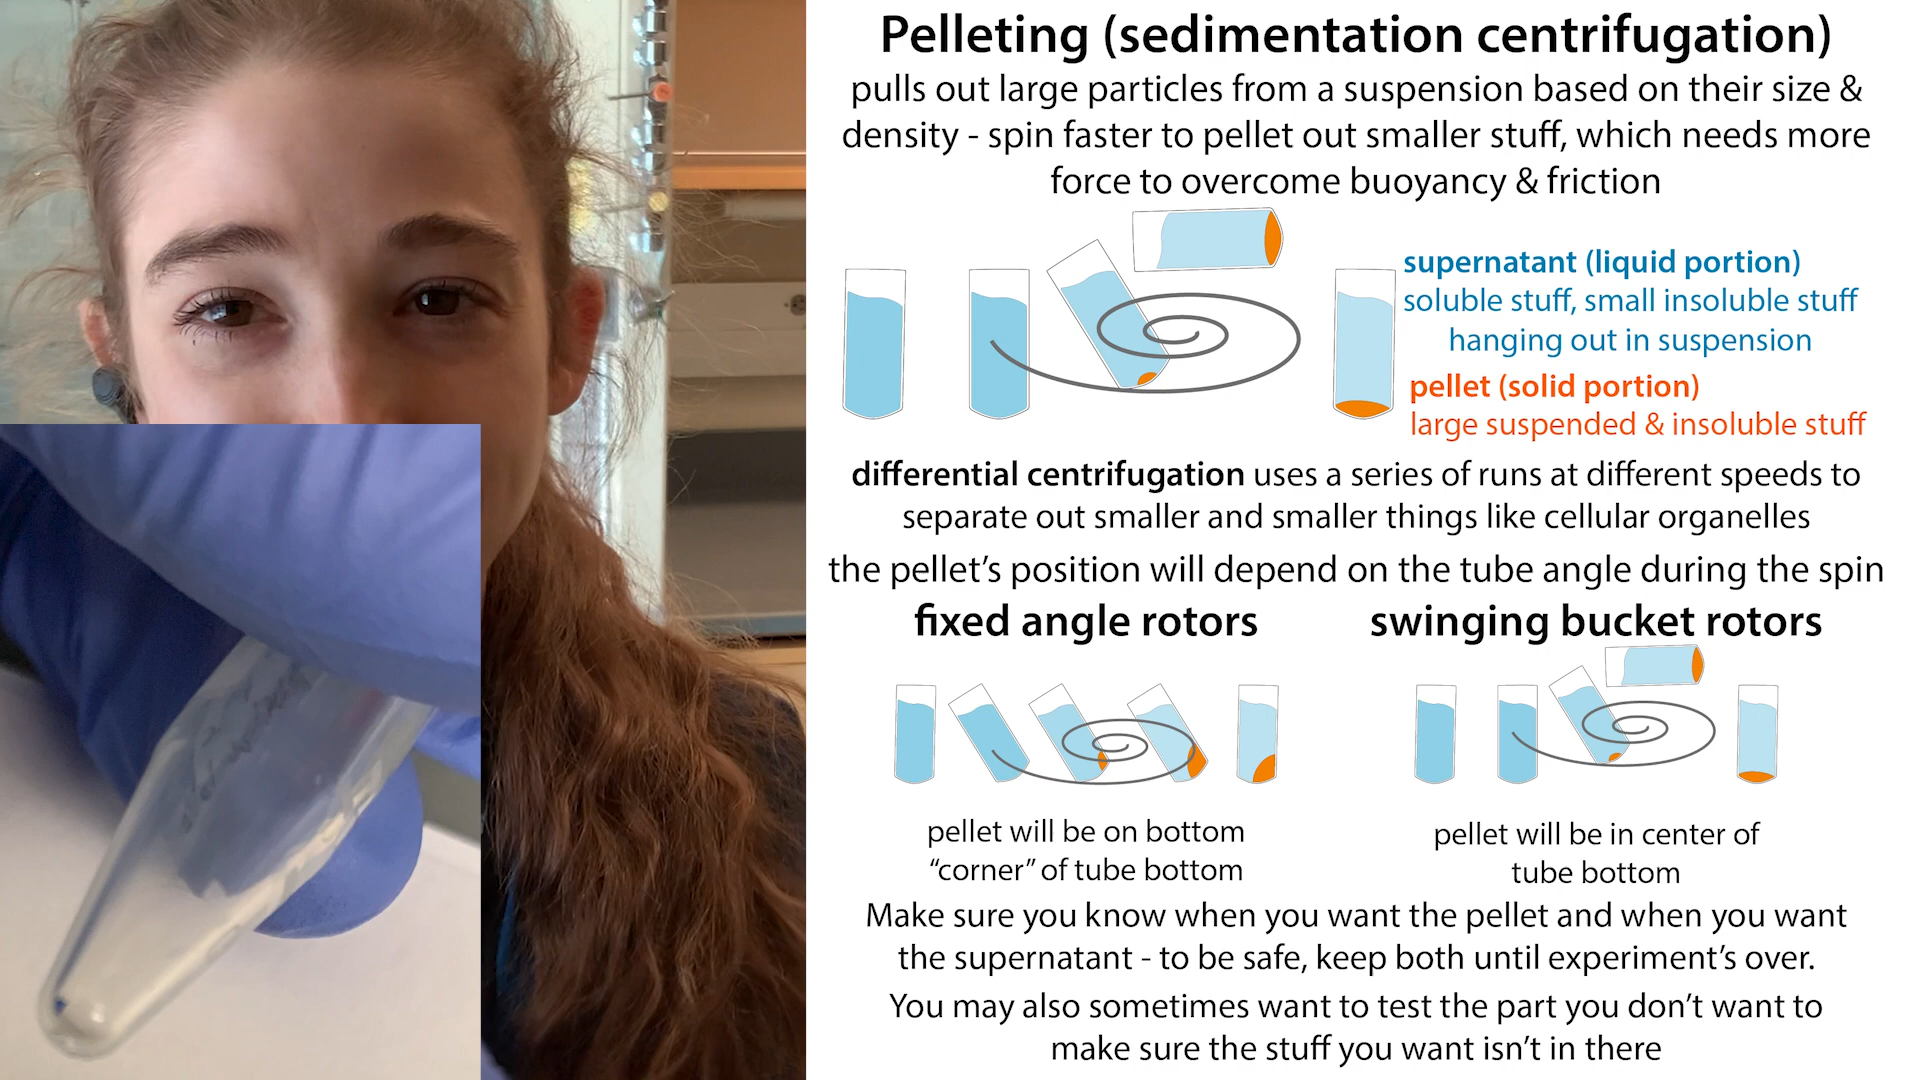 Pelleting (sedimentation centrifugation)
pulls out large particles from a suspension based on their size &
density - spin faster to pellet out smaller stuff, which needs more
force to overcome buoyancy & friction
supernatant (liquid portion)
soluble stuff, small insoluble stuff
hanging out in suspension
pellet (solid portion)
large suspended & insoluble stuff
differential centrifugation uses a series of runs at different speeds to
separate out smaller and smaller things like cellular organelles
the pellet's position will depend on the tube angle during the spin
fixed angle rotors
pellet will be on bottom
“corner” of tube bottom
swinging bucket rotors
pellet will be in center of
tube bottom
Make sure you know when you want the pellet and when you want
the supernatant - to be safe, keep both until experiment's over.
You may also sometimes want to test the part you don't want to
make sure the stuff you want isn't in there